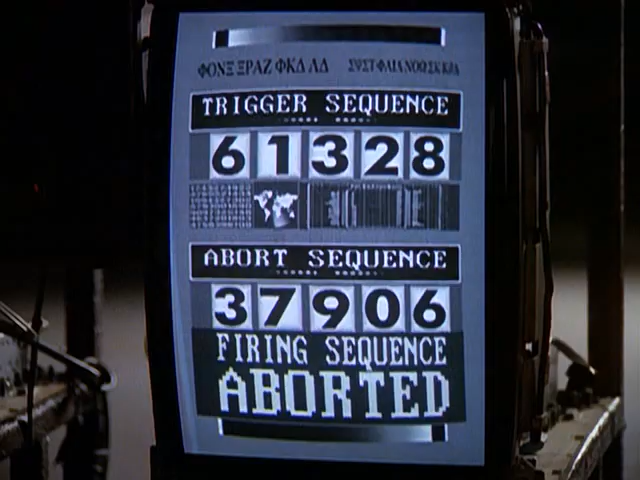 TRIGGER SEQUENCE
61328
ABORT SEQUENCE
37906
FIRING SEQUENCE
ABORTED